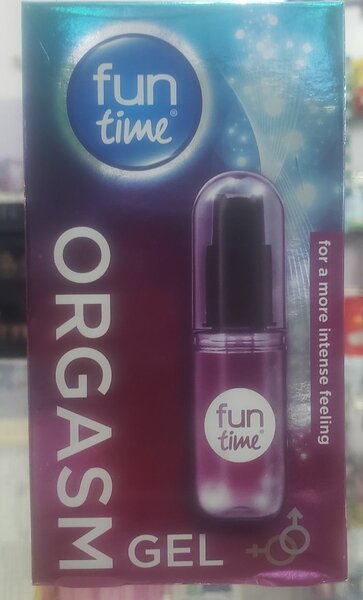 fun
time®
ORGASM
GEL
for a more intense feeling
fun
time®